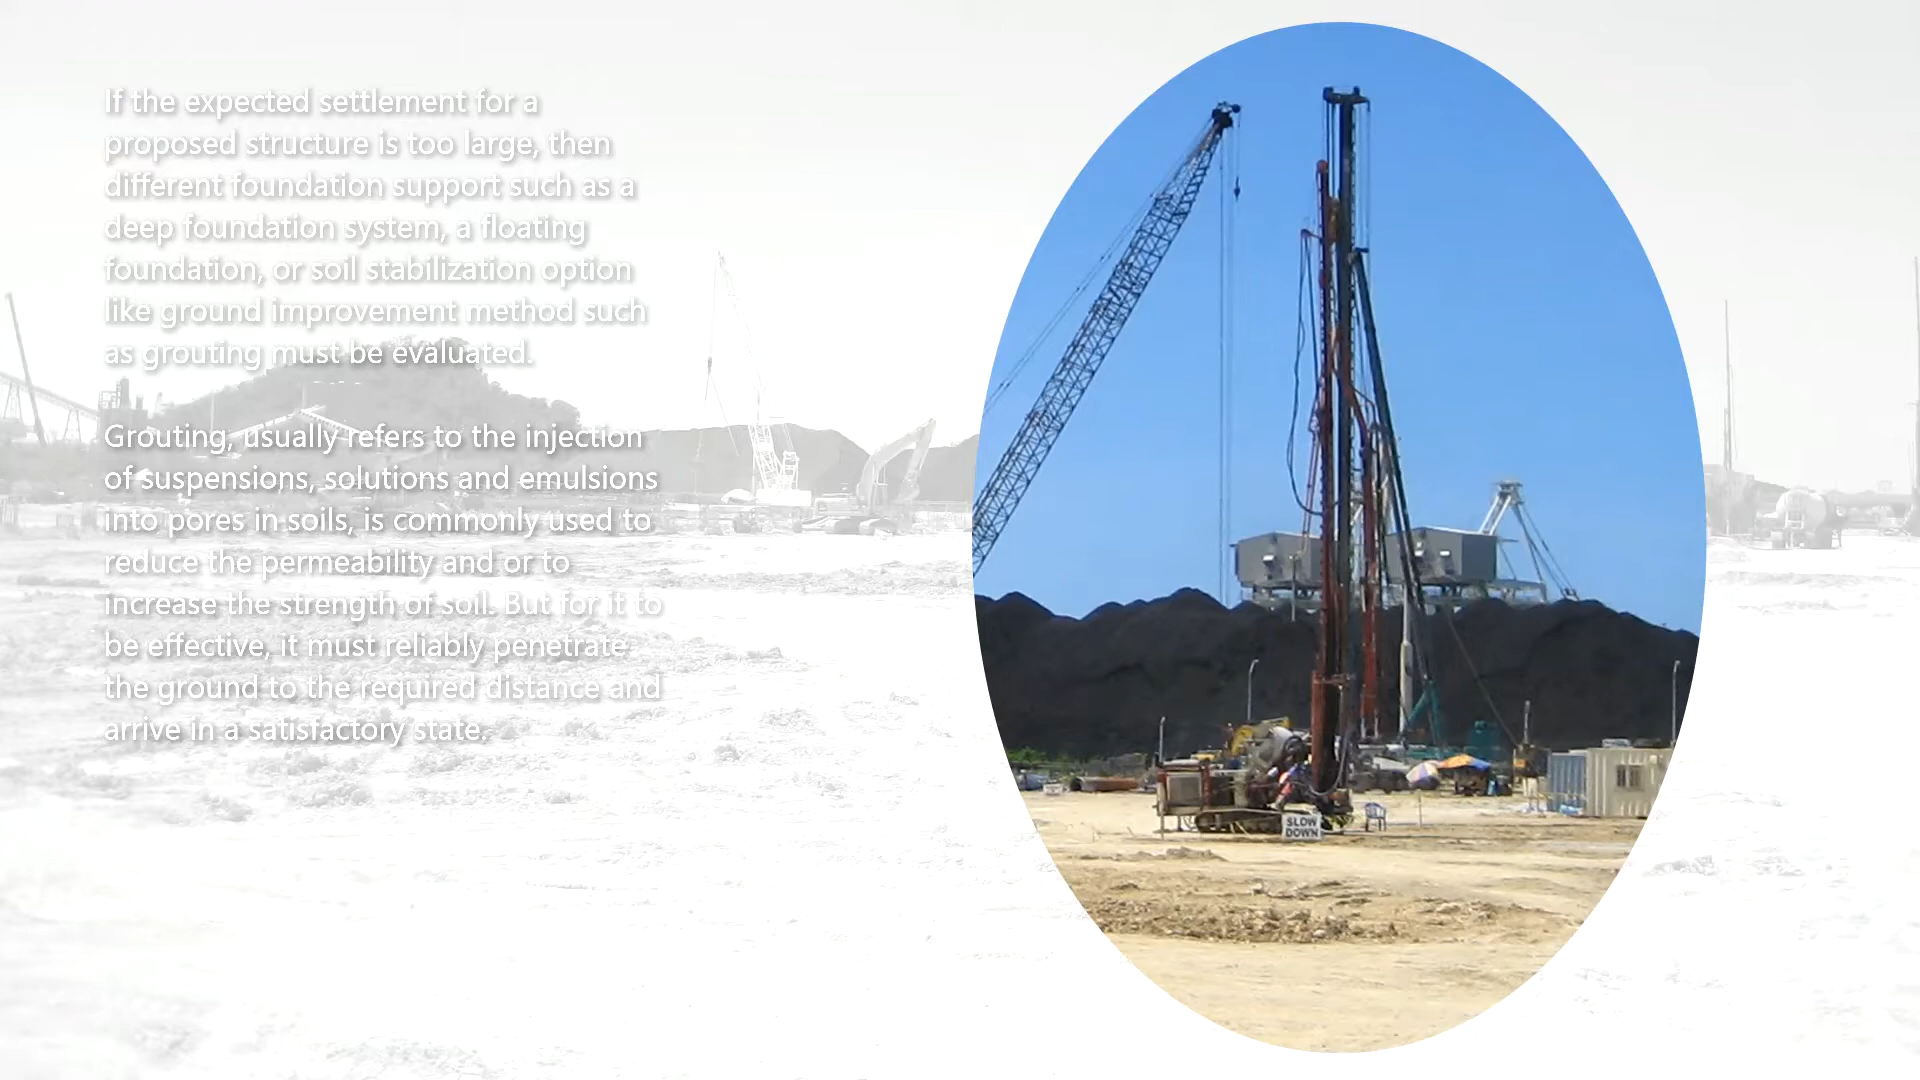 If the expected settlement for a
proposed structure is too large, then
different foundation support such as a
deep foundation system, a floating
foundation, or soil stabilization option
like ground improvement method such
as grouting must be evaluated.
Grouting, usually refers to the injection
of suspensions, solutions and emulsions
into pores in soils, is commonly used to
reduce the permeability and or to
increase the strength of soil. But for it to
be effective, it must reliably penetrate
the ground to the required distance and
arrive in a satisfactory state.
SLOW
DOWN